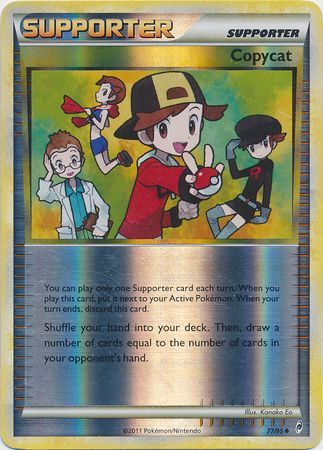 SUPPORTER
SUPPORTER
Copycat
You can play only one Supporter card each turn. When you
play this card, put it next to your Active Pokémon. When your
turn ends, discard this card.
Shuffle your hand into your deck. Then, draw a
number of cards equal to the number of cards in
your opponent's hand.
Illus. Kanako Eo
©2011 Pokémon/Nintendo
77/95